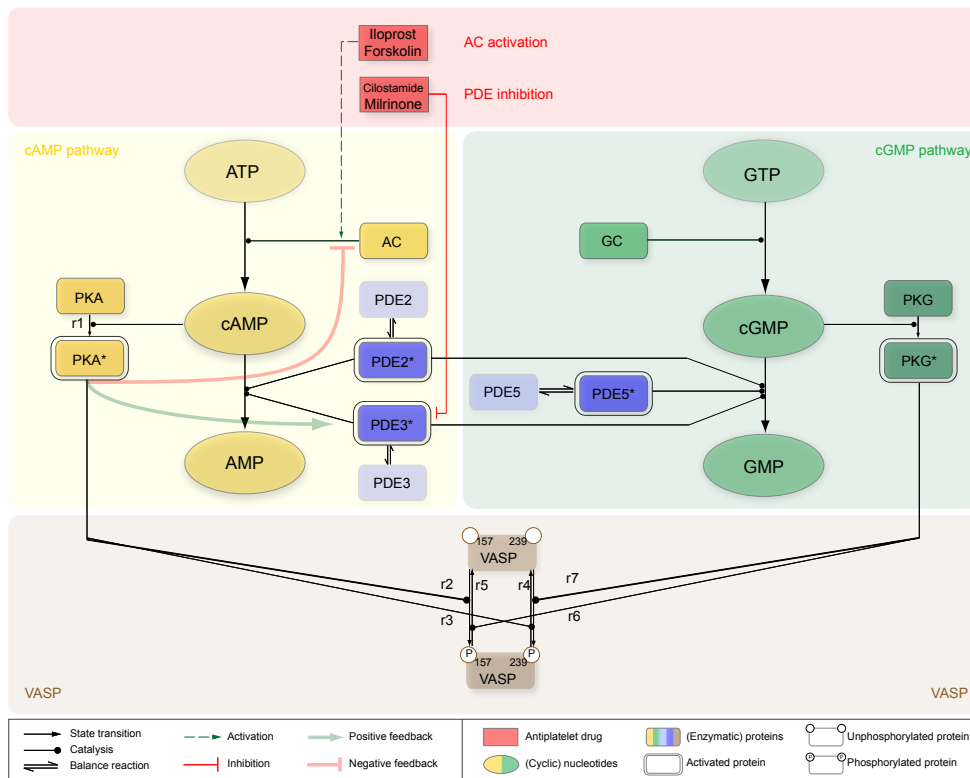 Iloprost
Forskolin
AC activation
Cilostamide
Milrinone
PDE inhibition
cAMP pathway
cGMP pathway
ATP
GTP
AC
GC
PKA
r1
PKA*
cAMP
PDE2
PDE2*
cGMP
PKG
PKG*
PDE5
PDE5*
PDE3*
PDE3
AMP
GMP
157 239
VASP
r2
r5
r4
r7
r3
r6
P
P
157 239
VASP
VASP
VASP
State transition
Catalysis
Balance reaction
Activation
Inhibition
Positive feedback
Negative feedback
Antiplatelet drug
(Cyclic) nucleotides
(Enzymatic) proteins
Activated protein
Unphosphorylated protein
P
P
Phosphorylated protein